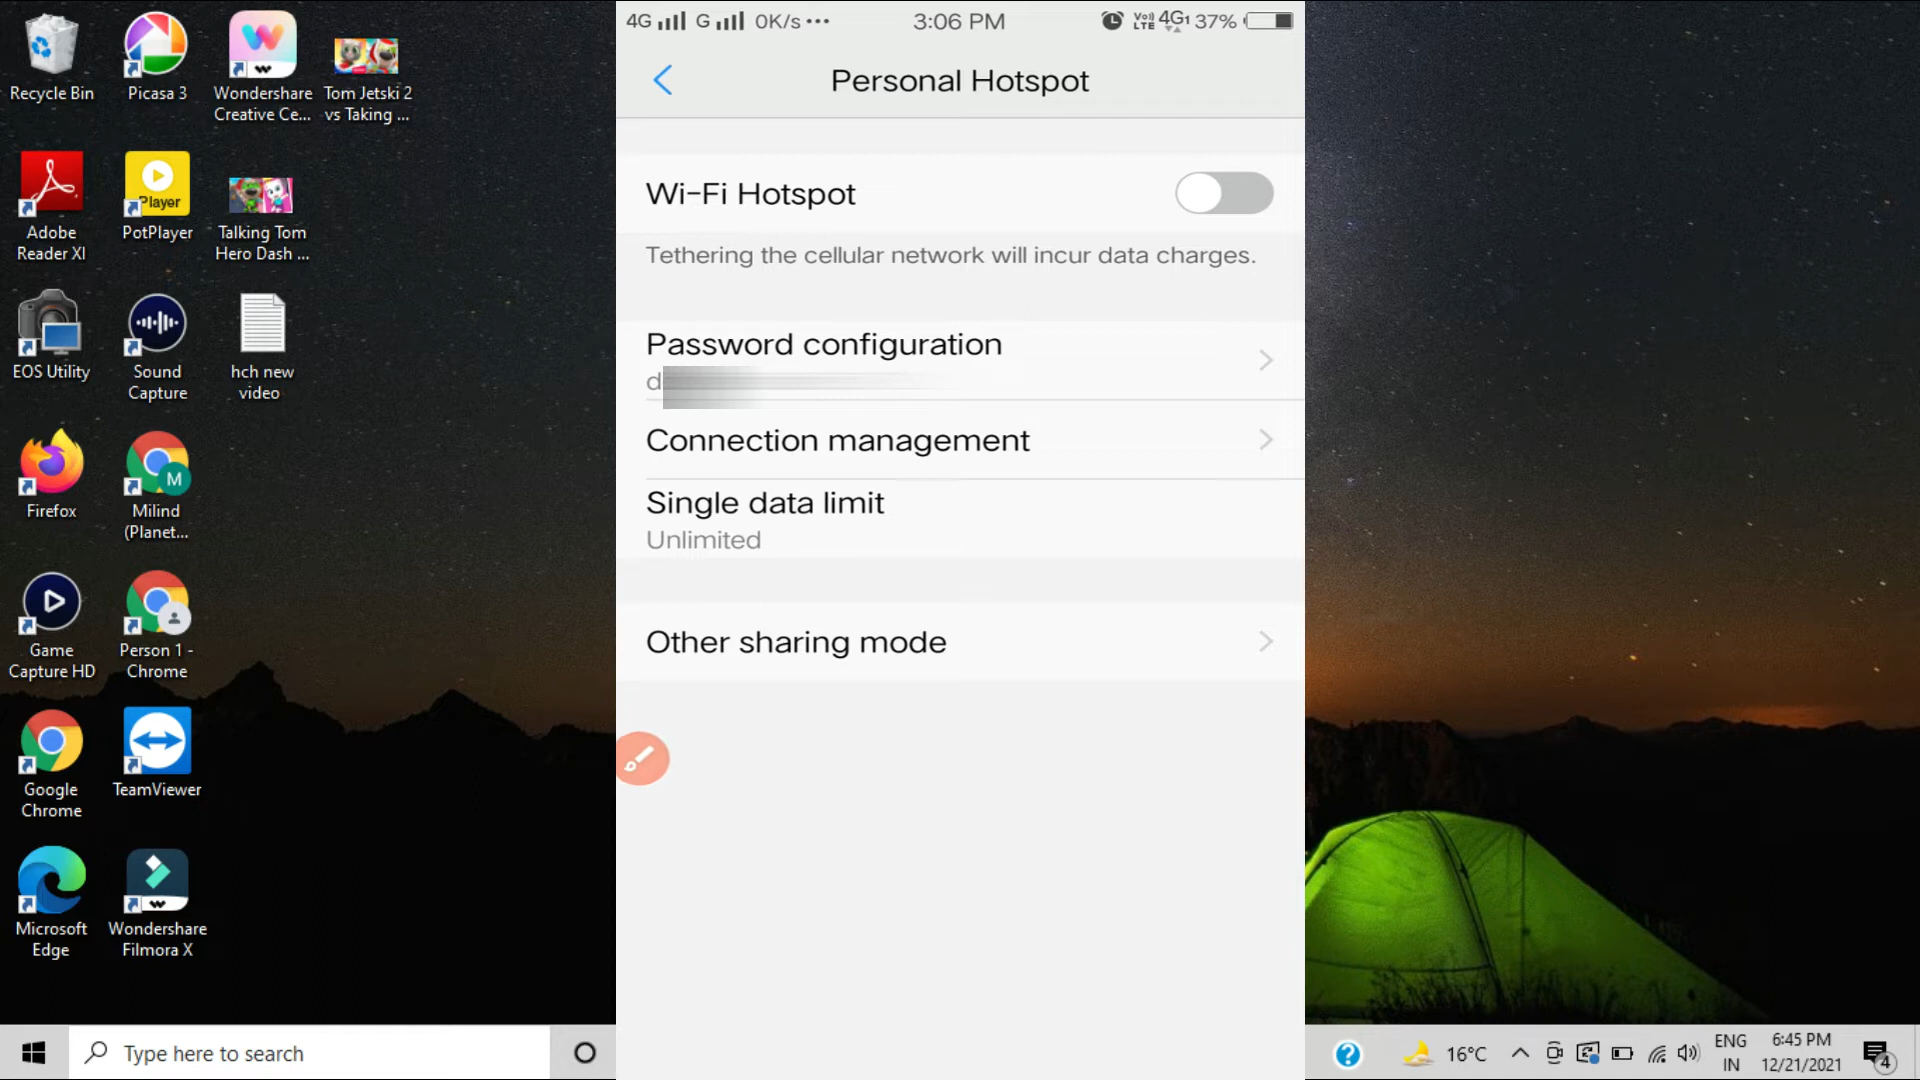 Recycle Bin
Picasa 3
Wondershare
Creative Ce...
Tom Jetski 2
vs Taking ...
Adobe
Reader XI
Player
PotPlayer
Talking Tom
Hero Dash ...
EOS Utility
Sound
Capture
hch new
video
Firefox
M
Milind
(Planet...
Game
Capture HD
Person 1 -
Chrome
Google
Chrome
TeamViewer
Microsoft
Edge
Wondershare
Filmora X
Type here to search
4G G 0K/s ••• 3:06 PM VoLTE 4G1 37%
Personal Hotspot
Wi-Fi Hotspot
Tethering the cellular network will incur data charges.
Password configuration
d
Connection management
Single data limit
Unlimited
Other sharing mode
16°C
ENG
IN
6:45 PM
12/21/2021
4